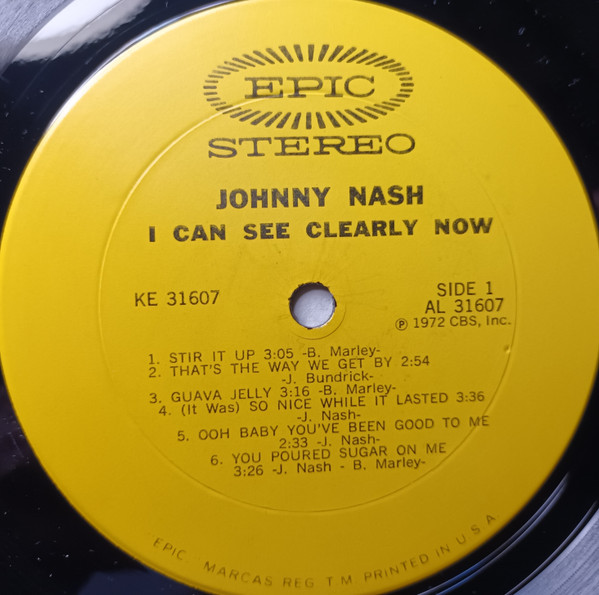 EPIC
STEREO
JOHNNY NASH
I CAN SEE CLEARLY NOW
KE 31607
SIDE 1
AL 31607
℗ 1972 CBS, Inc.
1. STIR IT UP 3:05 -B. Marley-
2. THAT'S THE WAY WE GET BY 2:54
-J. Bundrick-
3. GUAVA JELLY 3:16 -B. Marley-
4. (It Was) SO NICE WHILE IT LASTED 3:36
-J. Nash-
5. OOH BABY YOU'VE BEEN GOOD TO ME
2:33 -J. Nash-
6. YOU POURED SUGAR ON ME
3:26 -J. Nash - B. Marley-
EPIC. MARCAS REG T M PRINTED IN U S A